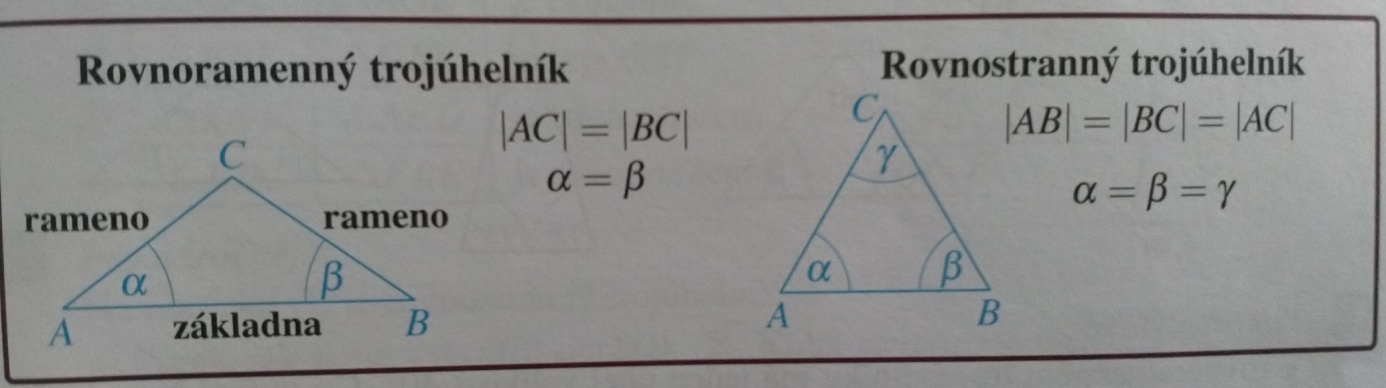 Rovnoramenný trojúhelník
|AC| = |BC|
α = β
C
rameno
rameno
α
β
A
základna
B
Rovnostranný trojúhelník
|AB| = |BC| = |AC|
α = β = γ
C
γ
α
β
A
B